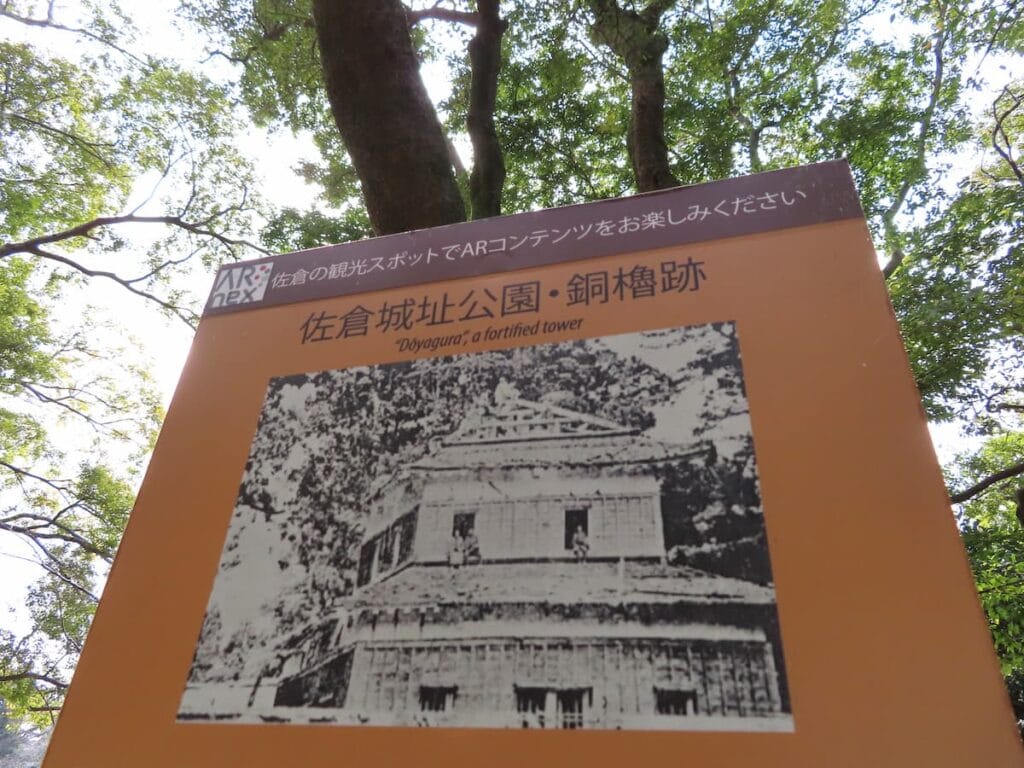 AR
nex
佐倉の観光スポットでARコンテンツをお楽しみください
佐倉城址公園・銅櫓跡
"Dōyagura", a fortified tower